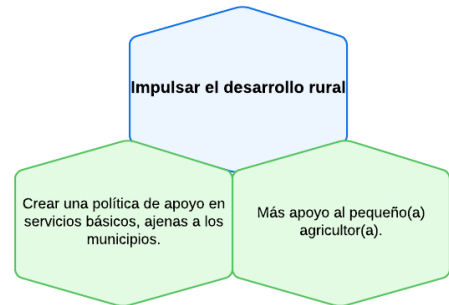 Impulsar el desarrollo rural
Crear una política de apoyo en
servicios básicos, ajenas a los
municipios.
Más apoyo al pequeño(a)
agricultor(a).